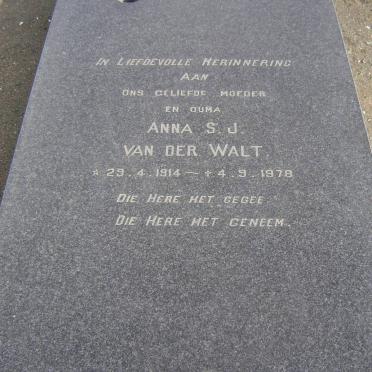 IN LIEFDEVOLLE HERINNERING
AAN
ONS GELIEFDE MOEDER
EN OUMA
ANNA S. J.
VAN DER WALT.
* 29. 4. 1914 — † 4. 9. 1978
DIE HERE HET GEGEE
DIE HERE HET GENEEM.